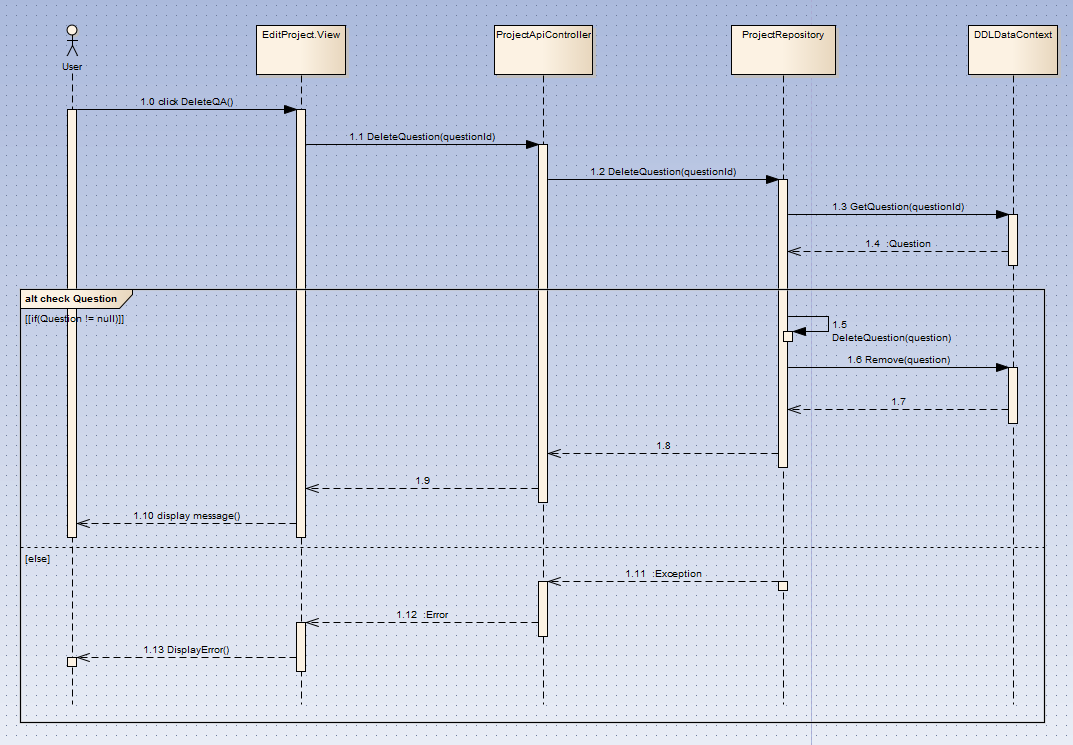 EditProject.View
ProjectApiController
ProjectRepository
DDLDataContext
User
1.0 click DeleteQA()
1.1 DeleteQuestion(questionId)
1.2 DeleteQuestion(questionId)
1.3 GetQuestion(questionId)
1.4 :Question
alt check Question
[[if(Question != null)]]
1.5
DeleteQuestion(question)
1.6 Remove(question)
1.7
1.8
1.9
1.10 display message()
[else]
1.11 :Exception
1.12 :Error
1.13 DisplayError()